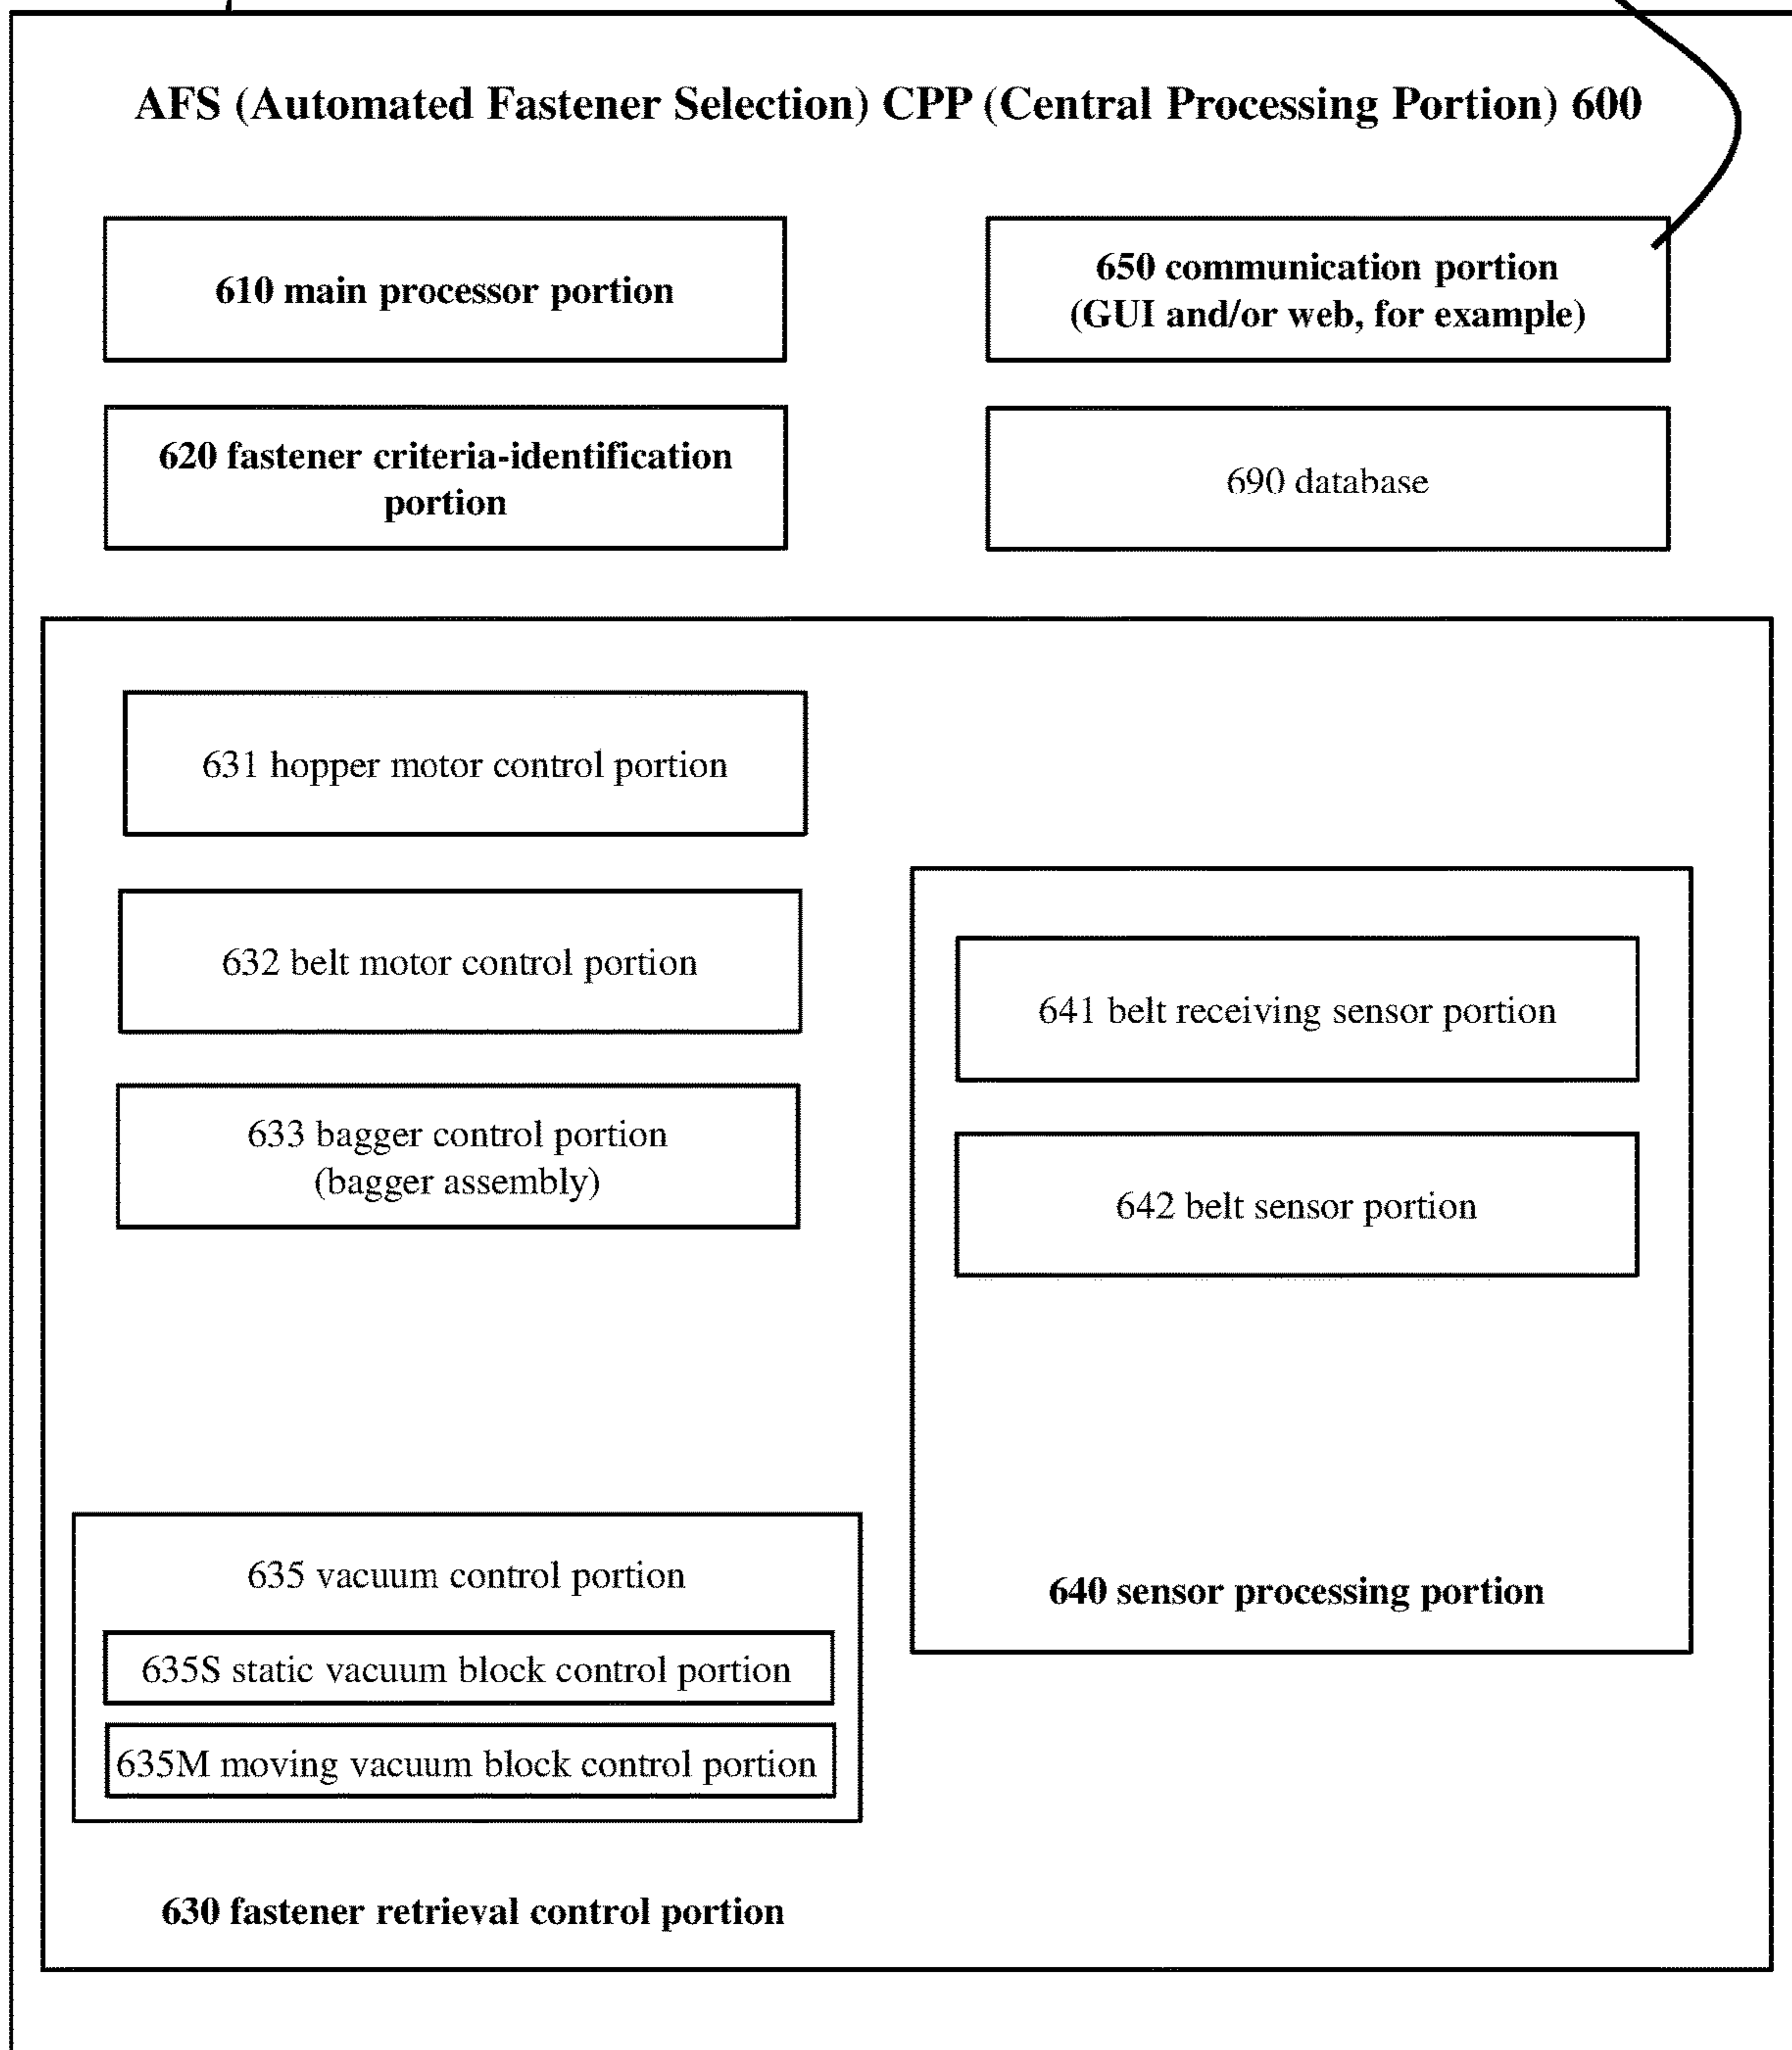 AFS (Automated Fastener Selection) CPP (Central Processing Portion) 600
610 main processor portion
650 communication portion
(GUI and/or web, for example)
620 fastener criteria-identification
portion
690 database
631 hopper motor control portion
632 belt motor control portion
641 belt receiving sensor portion
633 bagger control portion
(bagger assembly)
642 belt sensor portion
635 vacuum control portion
640 sensor processing portion
635S static vacuum block control portion
635M moving vacuum block control portion
630 fastener retrieval control portion